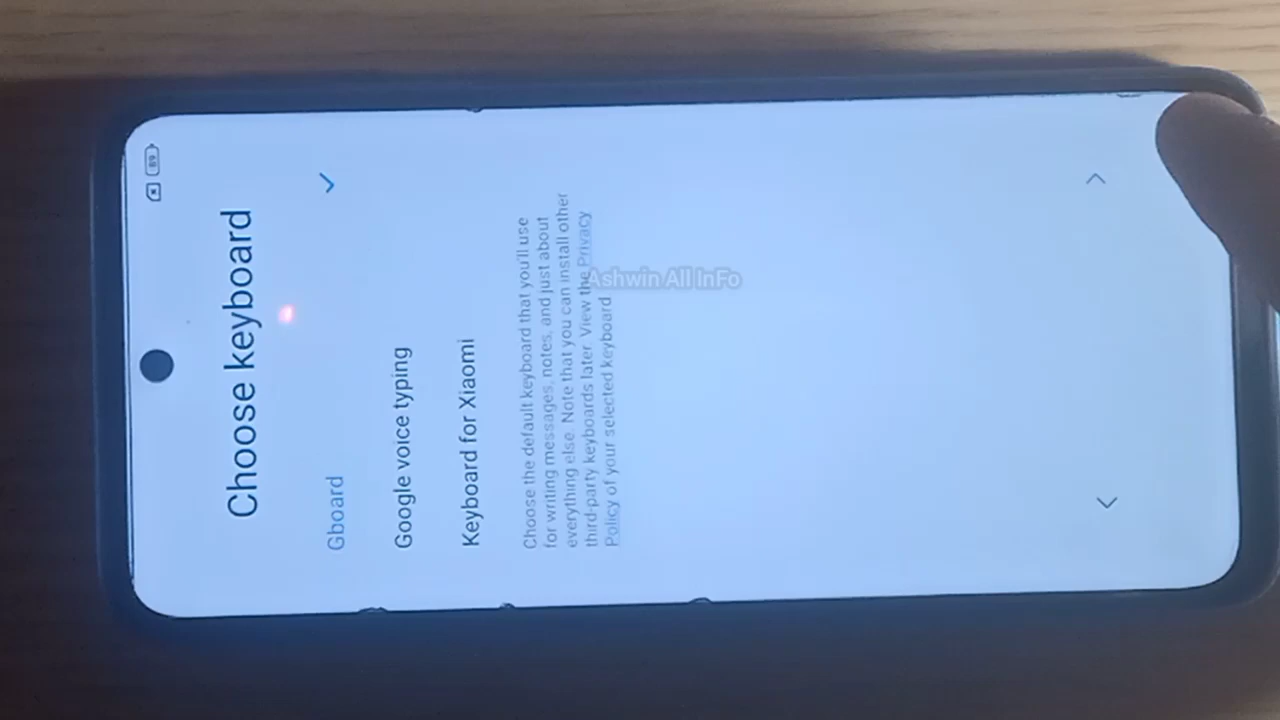 89
Choose keyboard
Gboard
Google voice typing
Keyboard for Xiaomi
Choose the default keyboard that you'll use
for writing messages, notes, and just about
everything else. Note that you can install other
third-party keyboards later. View the Privacy
Policy of your selected keyboard
Ashwin All InFo